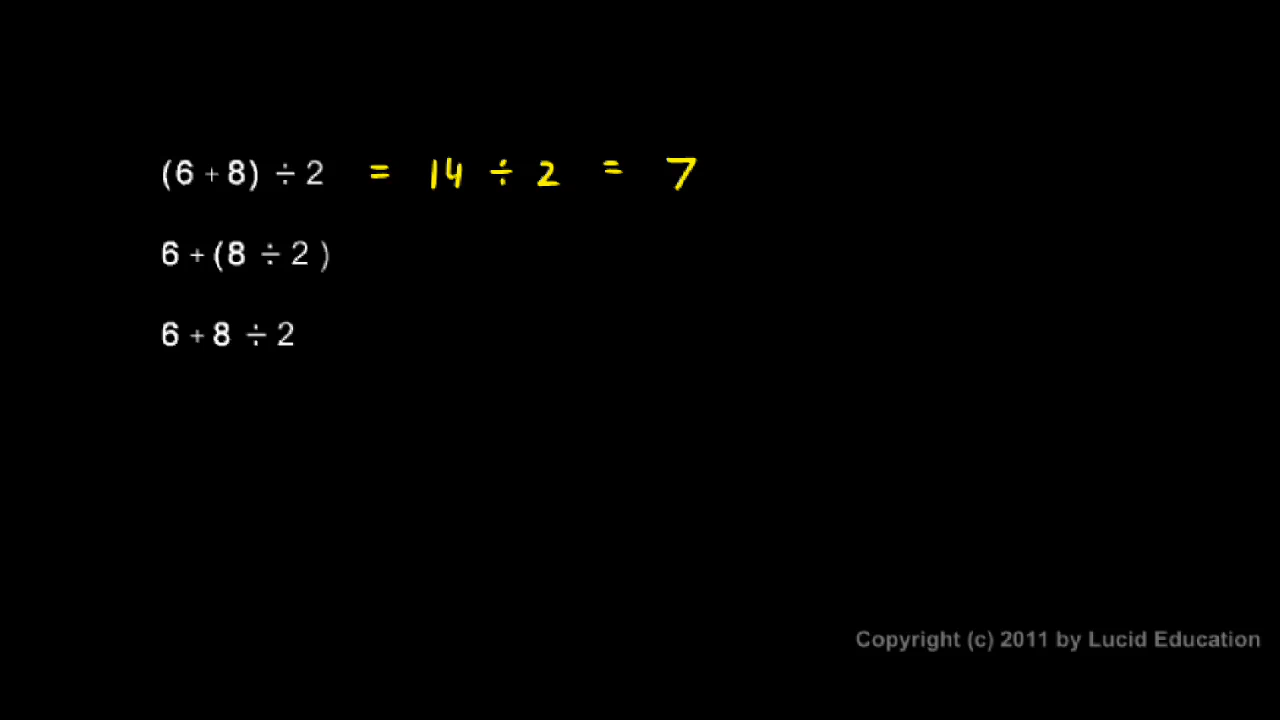 (6 + 8) ÷ 2 = 14 ÷ 2 = 7
6 + (8 ÷ 2 )
6 + 8 ÷ 2
Copyright (c) 2011 by Lucid Education